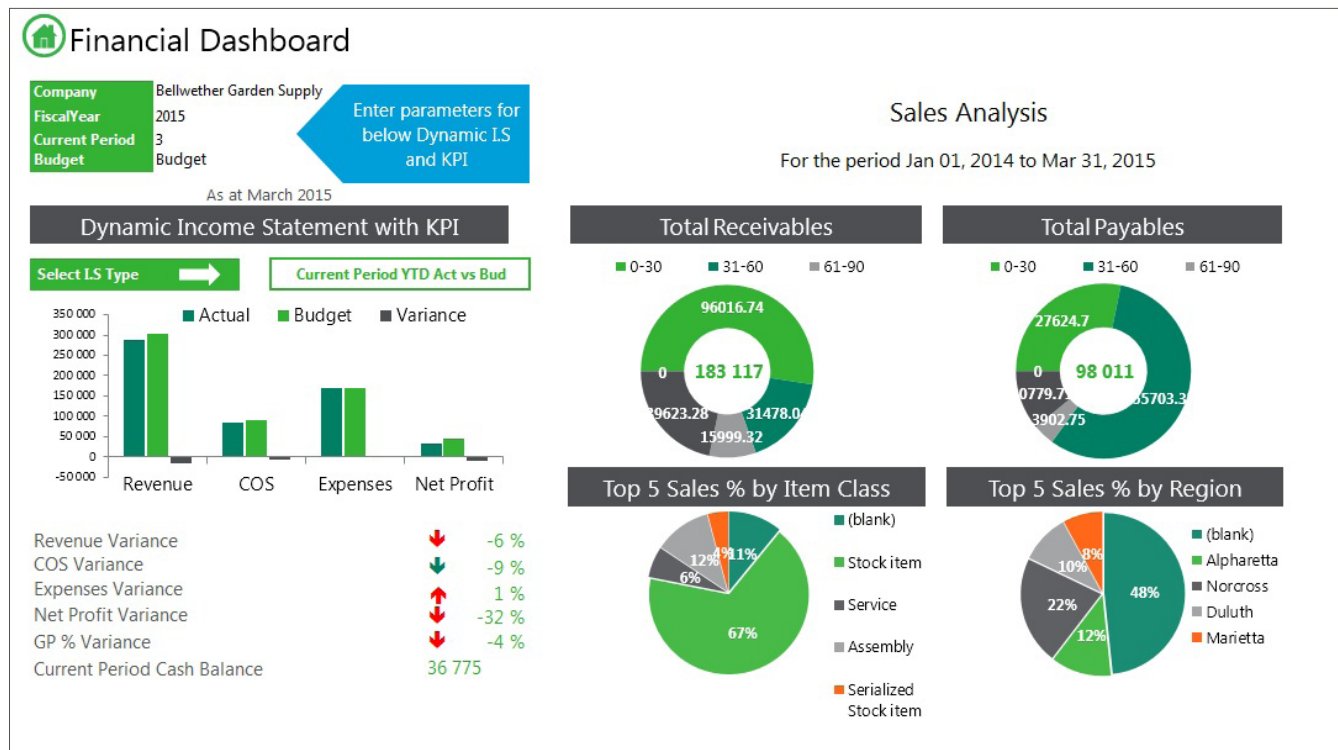 Financial Dashboard
Company Bellwether Garden Supply
FiscalYear 2015
Current Period 3
Budget Budget
Enter parameters for
below Dynamic I.S
and KPI
As at March 2015
Dynamic Income Statement with KPI
Select I.S Type
Current Period YTD Act vs Bud
Actual Budget Variance
350 000
300 000
250 000
200 000
150 000
100 000
50 000
0
-50 000
Revenue COS Expenses Net Profit
Revenue Variance -6 %
COS Variance -9 %
Expenses Variance 1 %
Net Profit Variance -32 %
GP % Variance -4 %
Current Period Cash Balance 36 775
Sales Analysis
For the period Jan 01, 2014 to Mar 31, 2015
Total Receivables
0-30 31-60 61-90
96016.74
0
183 117
31478.04
15999.32
Total Payables
0-30 31-60 61-90
27624.7
0
98 011
3902.75
Top 5 Sales % by Item Class
4%
11%
12%
6%
67%
(blank)
Stock item
Service
Assembly
Serialized
Stock item
Top 5 Sales % by Region
8%
10%
48%
22%
12%
(blank)
Alpharetta
Norcross
Duluth
Marietta